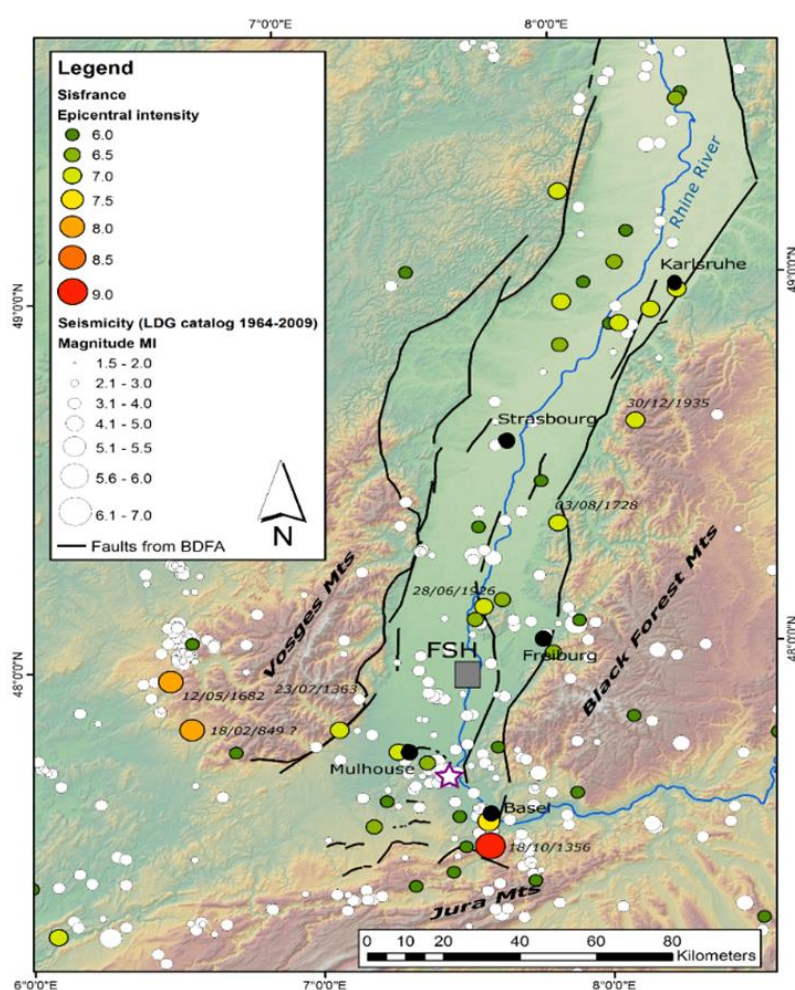 7°0'0"E
8°0'0"E
Legend
Sisfrance
Epicentral intensity
6.0
6.5
7.0
7.5
8.0
8.5
9.0
Seismicity (LDG catalog 1964-2009)
Magnitude Ml
1.5 - 2.0
2.1 - 3.0
3.1 - 4.0
4.1 - 5.0
5.1 - 5.5
5.6 - 6.0
6.1 - 7.0
N
Faults from BDFA
Rhine River
Karlsruhe
49°0'0"N
49°0'0"N
30/12/1935
Strasbourg
03/08/1728
Vosges Mts
28/06/1926
Black Forest Mts
FSH
Freiburg
48°0'0"N
48°0'0"N
12/05/1682
23/07/1363
18/02/849 ?
Mulhouse
Basel
18/10/1356
Jura Mts
0 20 40 60 80
Kilometers
6°0'0"E
7°0'0"E
8°0'0"E